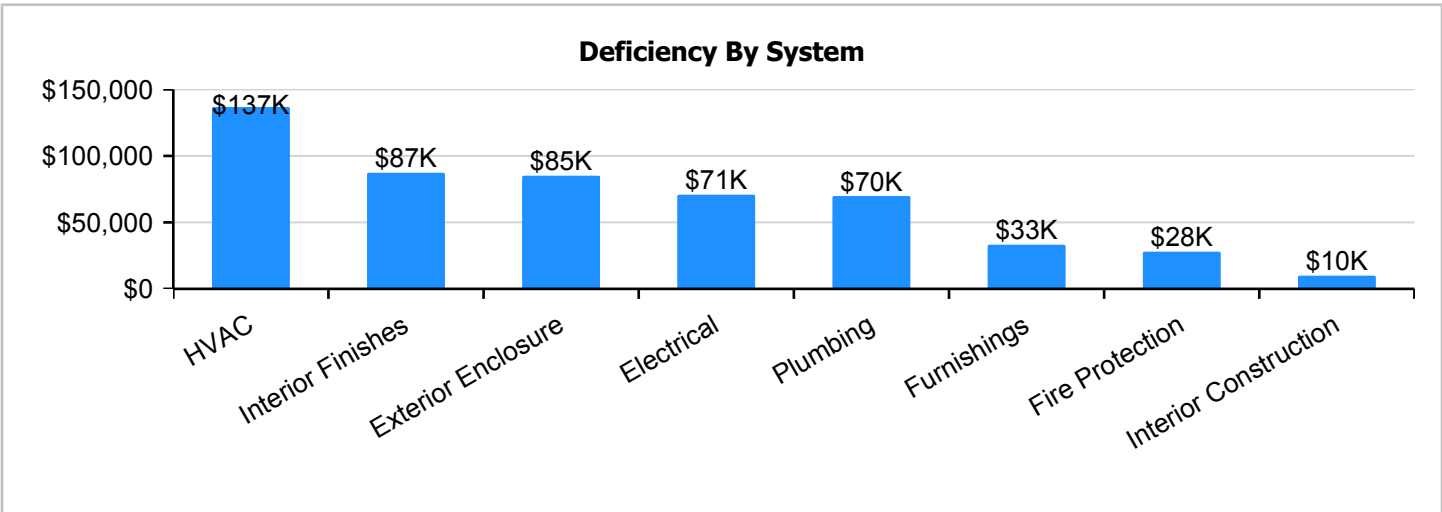 Deficiency By System
$150,000
$100,000
$50,000
$0
$137K
$87K
$85K
$71K
$70K
$33K
$28K
$10K
HVAC
Interior Finishes
Exterior Enclosure
Electrical
Plumbing
Furnishings
Fire Protection
Interior Construction